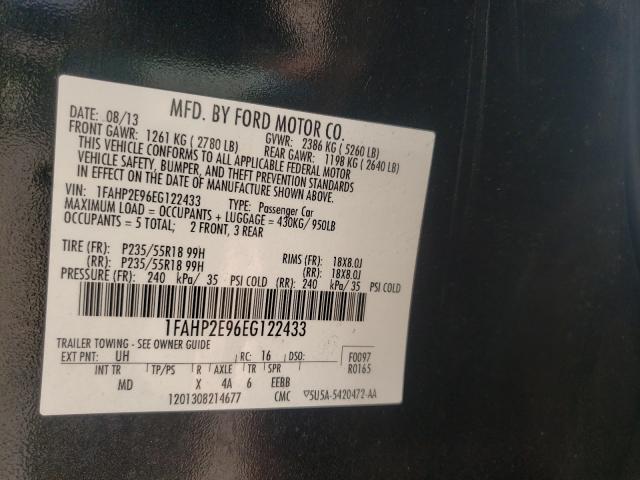 MFD. BY FORD MOTOR CO.
DATE: 08/13 GVWR: 2386 KG ( 5260 LB)
FRONT GAWR: 1261 KG ( 2780 LB) REAR GAWR: 1198 KG ( 2640 LB)
THIS VEHICLE CONFORMS TO ALL APPLICABLE FEDERAL MOTOR
VEHICLE SAFETY, BUMPER, AND THEFT PREVENTION STANDARDS
IN EFFECT ON THE DATE OF MANUFACTURE SHOWN ABOVE.
VIN: 1FAHP2E96EG122433 TYPE: Passenger Car
MAXIMUM LOAD = OCCUPANTS + LUGGAGE = 430KG/ 950LB
OCCUPANTS = 5 TOTAL; 2 FRONT, 3 REAR
TIRE (FR): P235/55R18 99H RIMS (FR): 18X8.0J
(RR): P235/55R18 99H (RR): 18X8.0J
PRESSURE (FR): 240 kPa/ 35 PSI COLD (RR): 240 kPa/ 35 PSI COLD
1FAHP2E96EG122433
TRAILER TOWING - SEE OWNER GUIDE
EXT PNT: UH RC: 16 DSO: F0097
INT TR TP/PS R AXLE TR SPR R0165
MD X 4A 6 EEBB
1201308214677 CMC ▽5U5A-5420472-AA